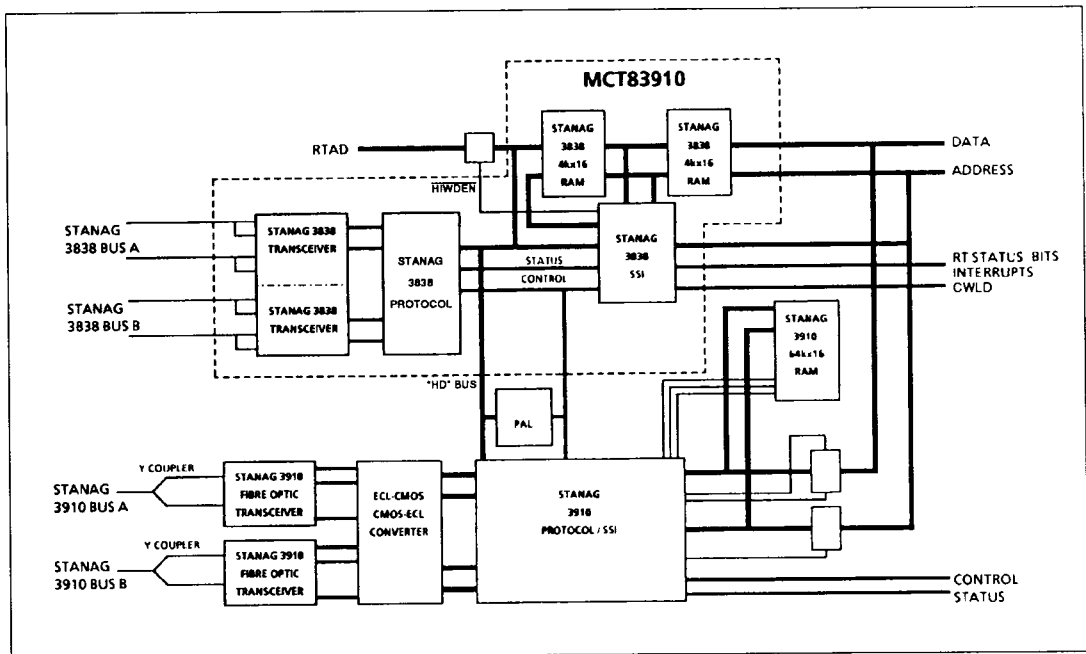 MCT83910
RTAD
HIWDEN
STANAG
3838
4kx16
RAM
STANAG
3838
4kx16
RAM
DATA
ADDRESS
STANAG
3838 BUS A
STANAG
3838 BUS B
STANAG 3838
TRANSCEIVER
STANAG 3838
TRANSCEIVER
STANAG
3838
PROTOCOL
STATUS
CONTROL
STANAG
3838
SSI
RT STATUS BITS
INTERRUPTS
CWLD
STANAG
3910
64kx16
RAM
"HD" BUS
PAL
Y COUPLER
STANAG
3910 BUS A
Y COUPLER
STANAG
3910 BUS B
STANAG 3910
FIBRE OPTIC
TRANSCEIVER
STANAG 3910
FIBRE OPTIC
TRANSCEIVER
ECL-CMOS
CMOS-ECL
CONVERTER
STANAG
3910
PROTOCOL / SSI
CONTROL
STATUS